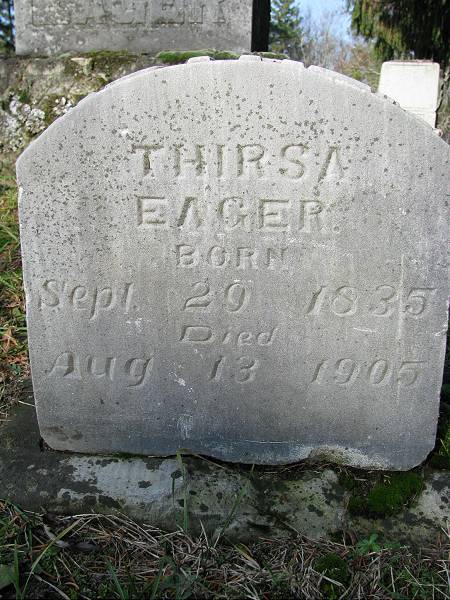 THIRSA
EAGER.
BORN
Sept. 29 1835
Died
Aug 13 1905